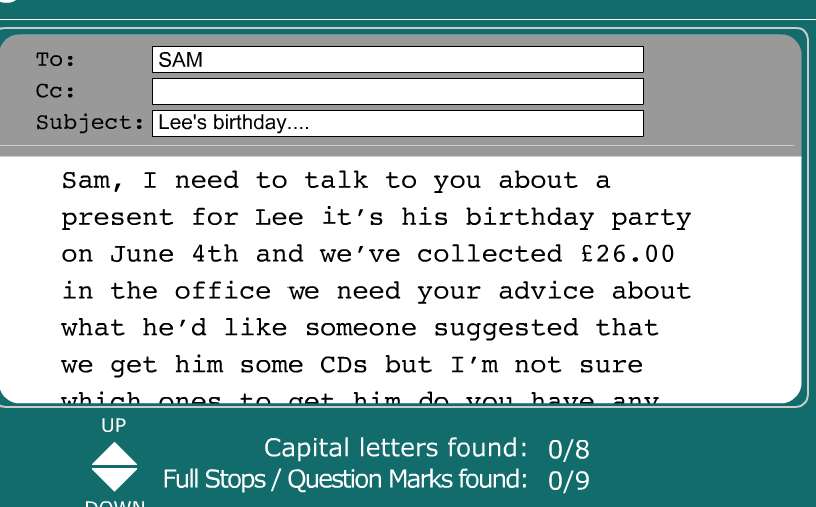 To: SAM
Cc:
Subject: Lee's birthday....
Sam, I need to talk to you about a
present for Lee it's his birthday party
on June 4th and we've collected £26.00
in the office we need your advice about
what he'd like someone suggested that
we get him some CDs but I'm not sure
which ones to get him do you have any
UP
Capital letters found: 0/8
Full Stops / Question Marks found: 0/9
DOWN